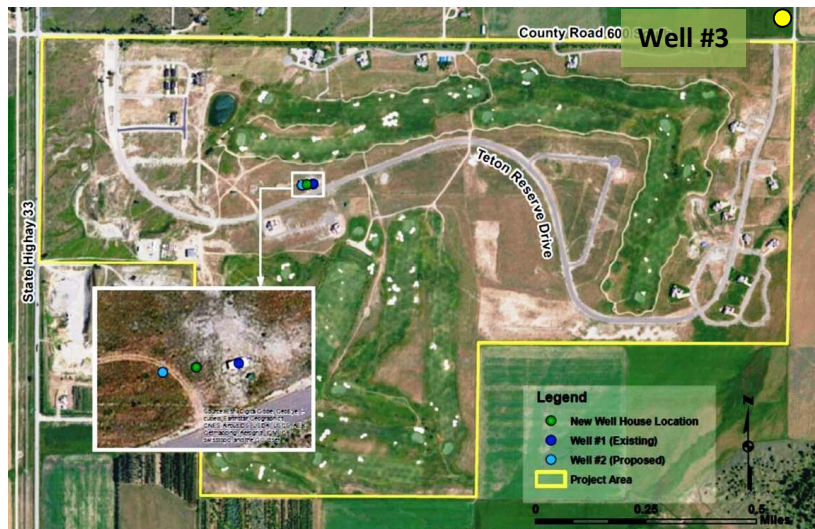 County Road 600
Well #3
Teton Reserve Drive
State Highay 33
Legend
New Well House Location
Well #1 (Existing)
Well #2 (Proposed)
Project Area
N
0
0.25
0.5
Miles